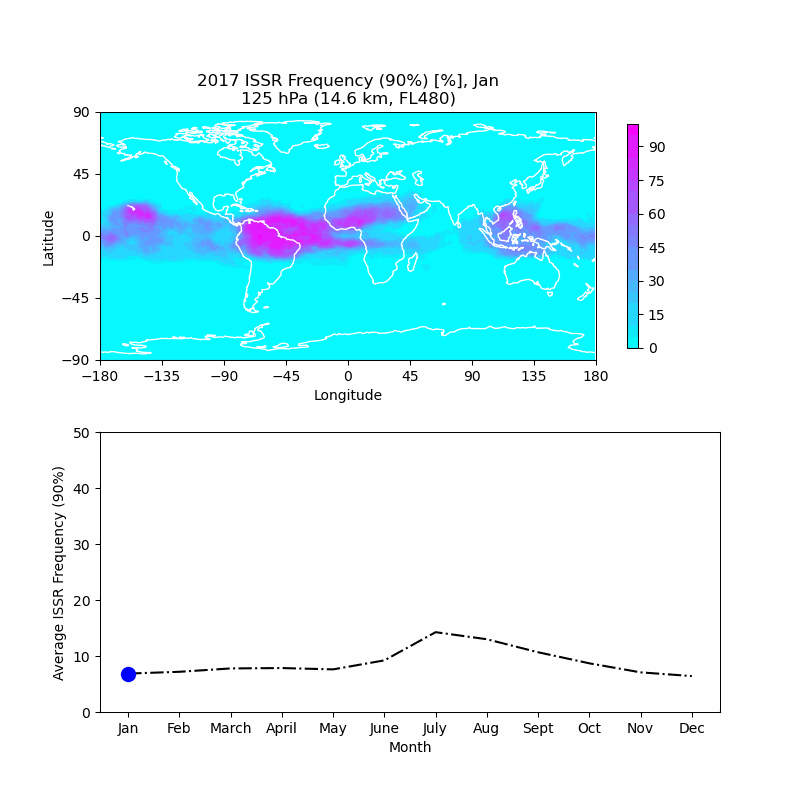 2017 ISSR Frequency (90%) [%], Jan
125 hPa (14.6 km, FL480)
90
45
0
−45
−90
Latitude
−180
−135
−90
−45
0
45
90
135
180
Longitude
90
75
60
45
30
15
0
50
40
30
20
10
0
Average ISSR Frequency (90%)
Jan
Feb
March
April
May
June
July
Aug
Sept
Oct
Nov
Dec
Month